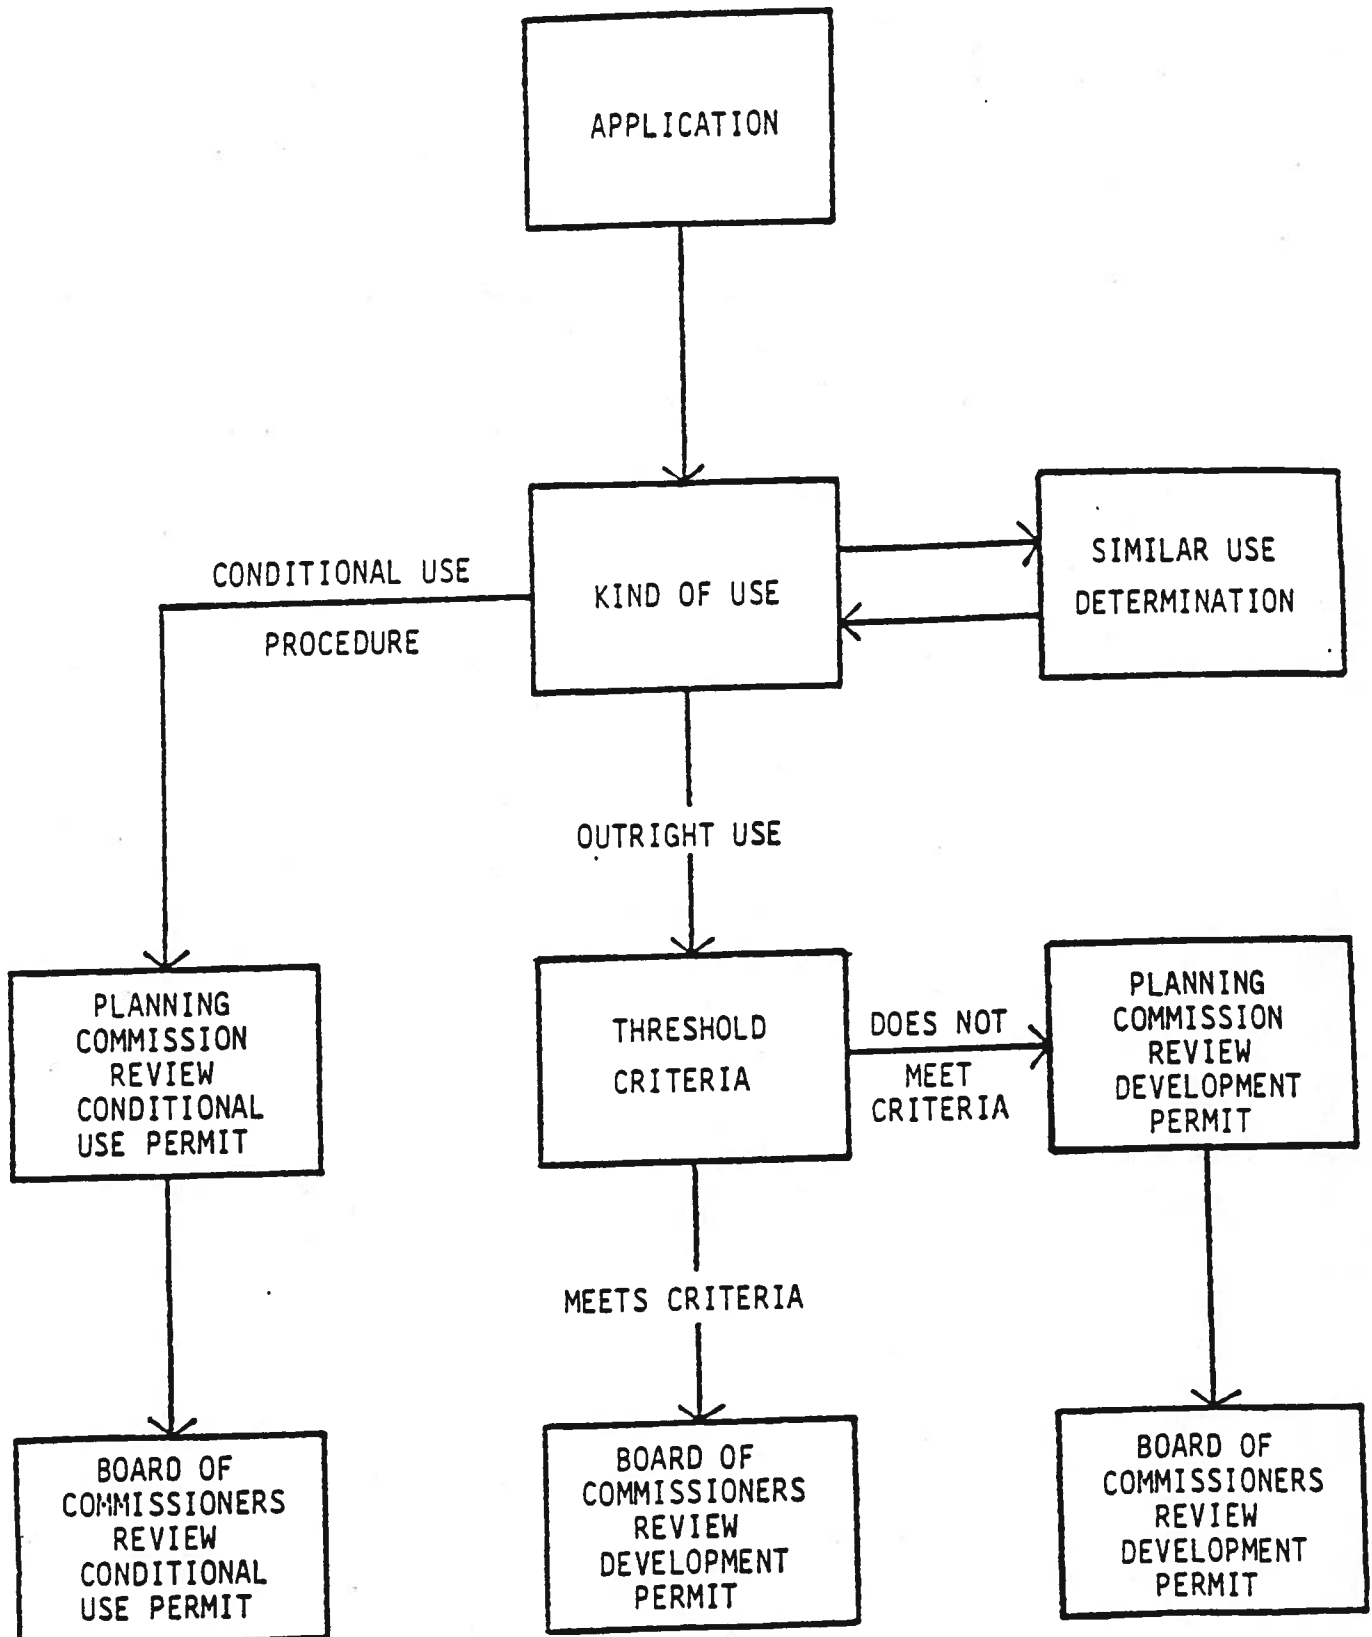 APPLICATION
CONDITIONAL USE
PROCEDURE
KIND OF USE
SIMILAR USE
DETERMINATION
OUTRIGHT USE
PLANNING
COMMISSION
REVIEW
CONDITIONAL
USE PERMIT
THRESHOLD
CRITERIA
DOES NOT
MEET
CRITERIA
PLANNING
COMMISSION
REVIEW
DEVELOPMENT
PERMIT
MEETS CRITERIA
BOARD OF
COMMISSIONERS
REVIEW
CONDITIONAL
USE PERMIT
BOARD OF
COMMISSIONERS
REVIEW
DEVELOPMENT
PERMIT
BOARD OF
COMMISSIONERS
REVIEW
DEVELOPMENT
PERMIT